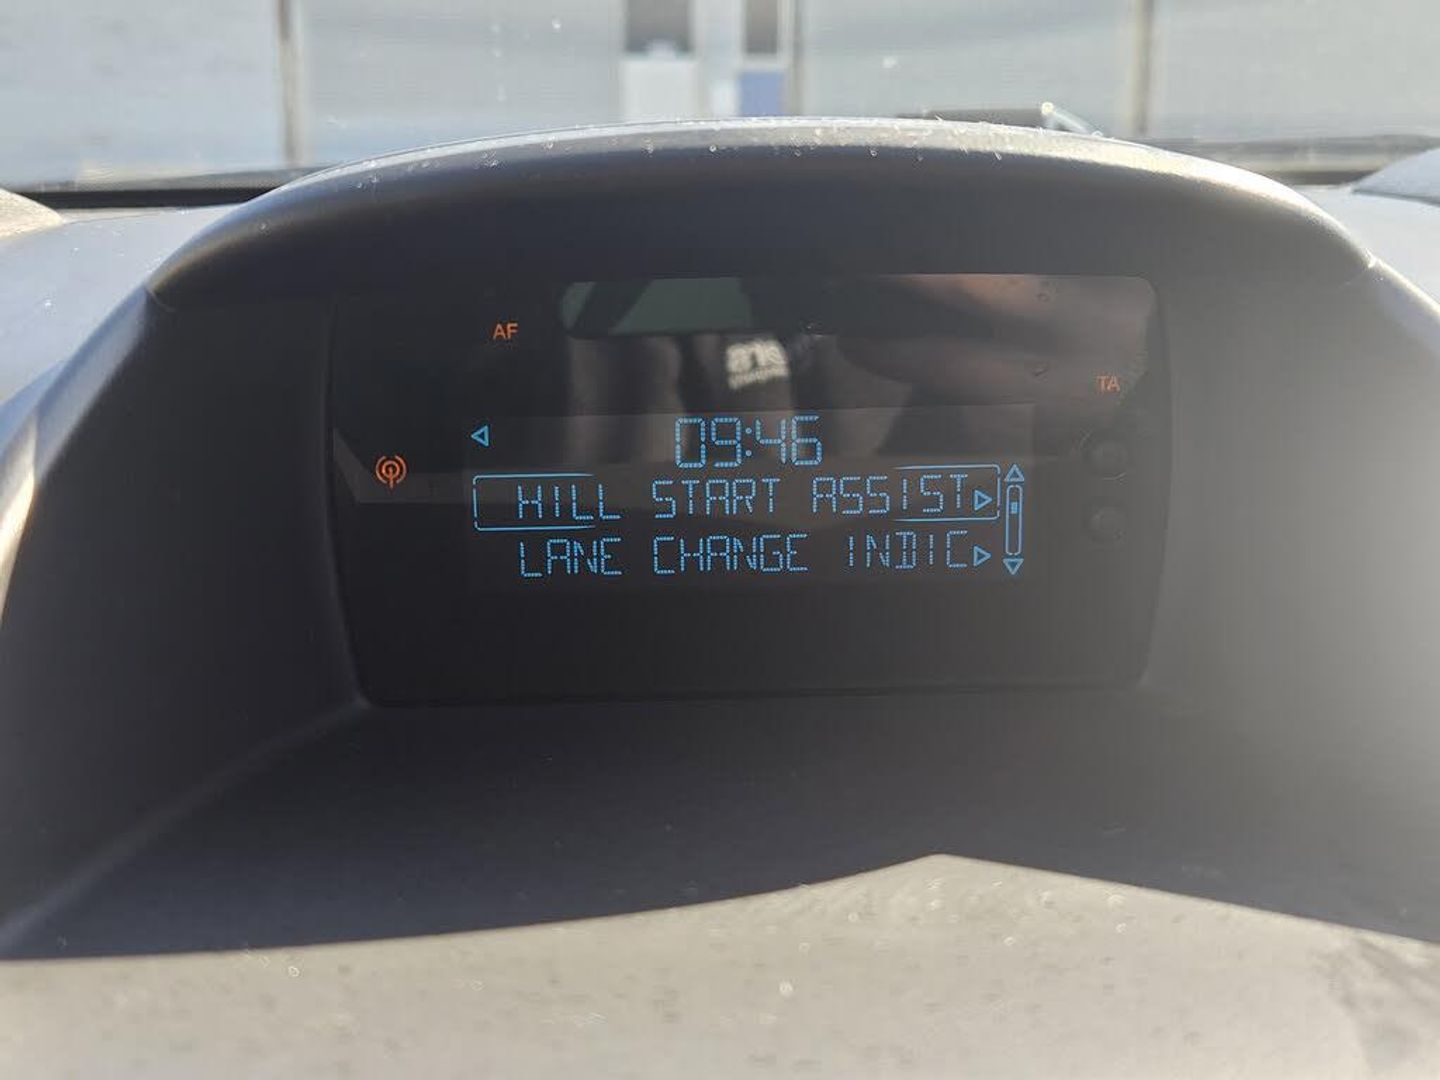 AF
TA
09:46
HILL START ASSIST
LANE CHANGE INDIC